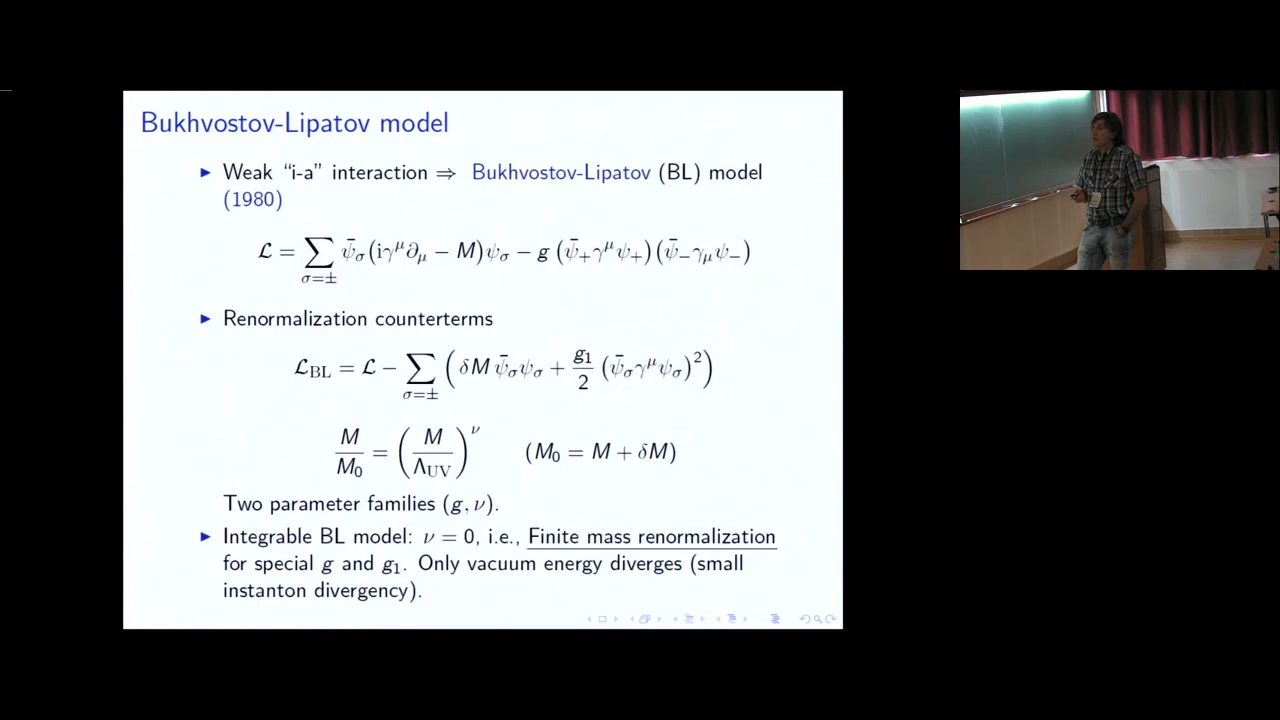 Bukhvostov-Lipatov model
▶ Weak “i-a” interaction ⇒ Bukhvostov-Lipatov (BL) model
(1980)
ℒ = ∑_{σ=±} ψ̄_σ(iγ^μ∂_μ − M)ψ_σ − g (ψ̄_+γ^μψ_+)(ψ̄_−γ_μψ_−)
▶ Renormalization counterterms
ℒ_BL = ℒ − ∑_{σ=±} (δM ψ̄_σψ_σ + g_1/2 (ψ̄_σγ^μψ_σ)^2)
M/M_0 = (M/Λ_UV)^ν (M_0 = M + δM)
Two parameter families (g, ν).
▶ Integrable BL model: ν = 0, i.e., Finite mass renormalization
for special g and g_1. Only vacuum energy diverges (small
instanton divergency).